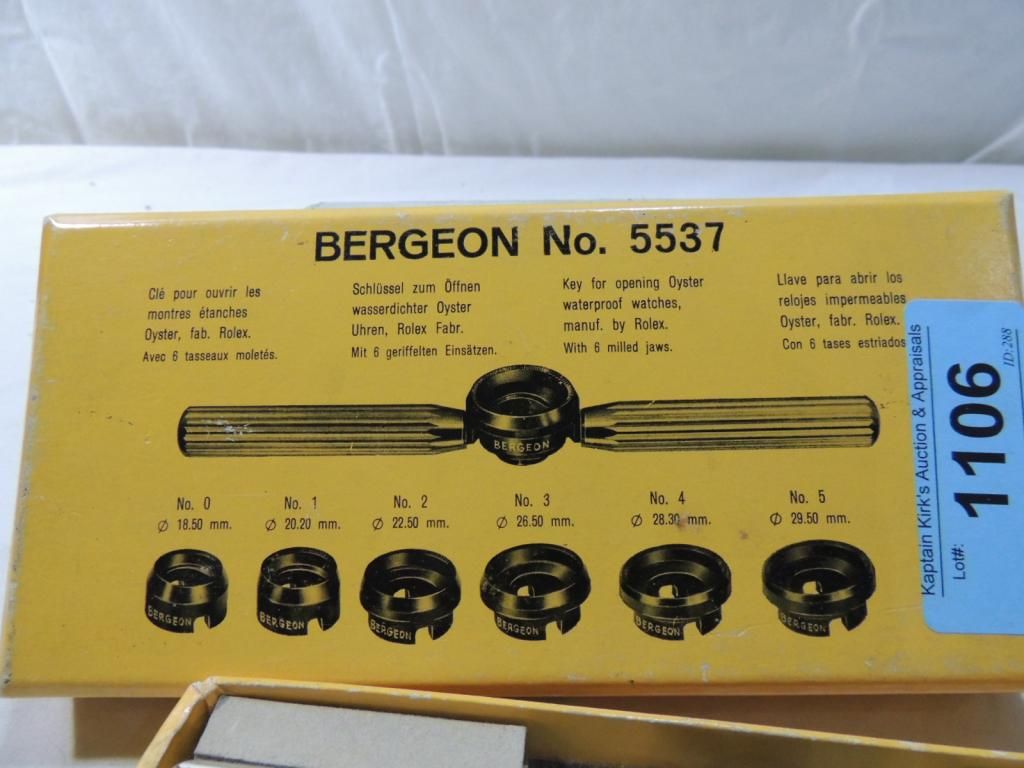 BERGEON No. 5537
Clé pour ouvrir les
montres étanches
Oyster, fab. Rolex.
Avec 6 tasseaux moletés.
Schlüssel zum Öffnen
wasserdichter Oyster
Uhren, Rolex Fabr.
Mit 6 geriffelten Einsätzen.
Key for opening Oyster
waterproof watches,
manuf. by Rolex.
With 6 milled jaws.
Llave para abrir los
relojes impermeables
Oyster, fabr. Rolex.
Con 6 tases estriados
BERGEON
No. 0
∅ 18.50 mm.
No. 1
∅ 20.20 mm.
No. 2
∅ 22.50 mm.
No. 3
∅ 26.50 mm.
No. 4
∅ 28.30 mm.
No. 5
∅ 29.50 mm.
BERGEON
BERGEON
BERGEON
BERGEON
BERGEON
BERGEON
Kaptain Kirk's Auction & Appraisals
Lot#:
1106
ID:288